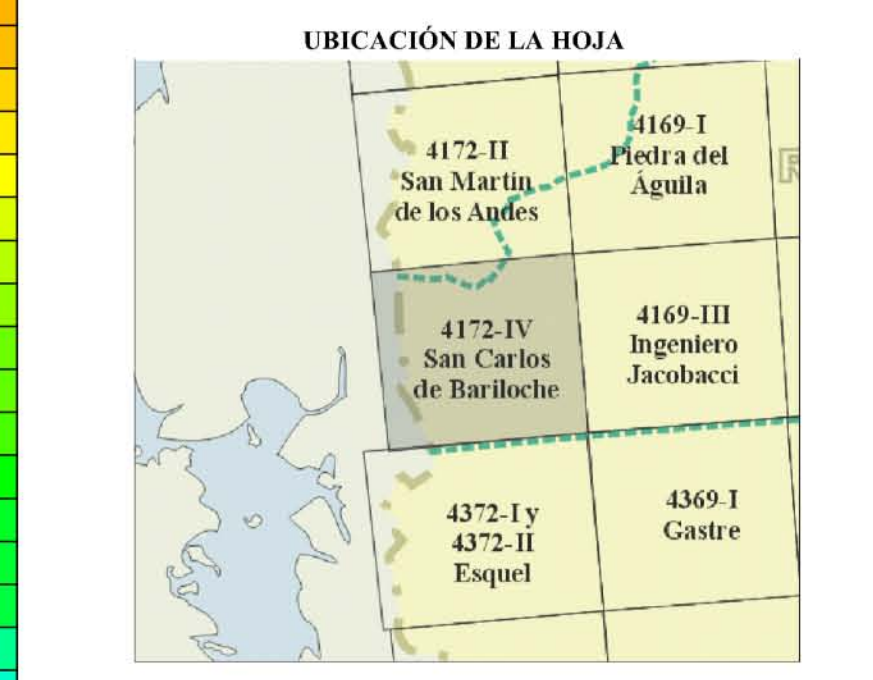 UBICACIÓN DE LA HOJA
4172-II
San Martín
de los Andes
4169-I
Piedra del
Águila
4172-IV
San Carlos
de Bariloche
4169-III
Ingeniero
Jacobacci
4372-I y
4372-II
Esquel
4369-I
Gastre